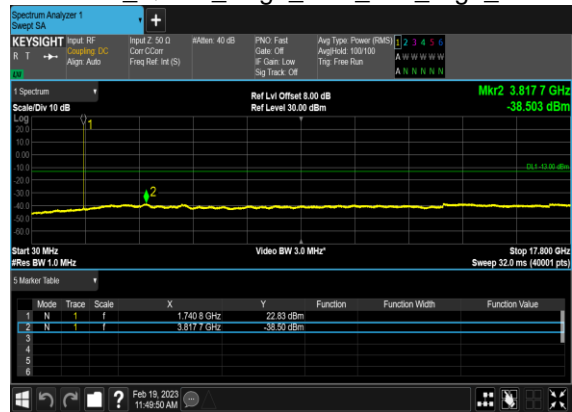 Spectrum Analyzer 1
Swept SA
KEYSIGHT Input: RF Input Z: 50 Ω #Atten: 40 dB PNO: Fast Avg Type: Power (RMS) 1 2 3 4 5 6
R T Coupling: DC Corr CCorr Gate: Off Avg|Hold: 100/100 A W W W W W
Align: Auto Freq Ref: Int (S) IF Gain: Low Trig: Free Run
Sig Track: Off A N N N N N
1 Spectrum Ref Lvl Offset 8.00 dB Mkr2 3.817 7 GHz
Scale/Div 10 dB Ref Level 30.00 dBm -38.503 dBm
Log
20.0
10.0
0.00
-10.0
-20.0
-30.0
-40.0
-50.0
-60.0
1
DL1 -13.00 dBm
2
Start 30 MHz Video BW 3.0 MHz* Stop 17.800 GHz
#Res BW 1.0 MHz Sweep 32.0 ms (40001 pts)
5 Marker Table
Mode Trace Scale X Y Function Function Width Function Value
1 N 1 f 1.740 8 GHz 22.83 dBm
2 N 1 f 3.817 7 GHz -38.50 dBm
3
4
5
6
? Feb 19, 2023
11:49:50 AM